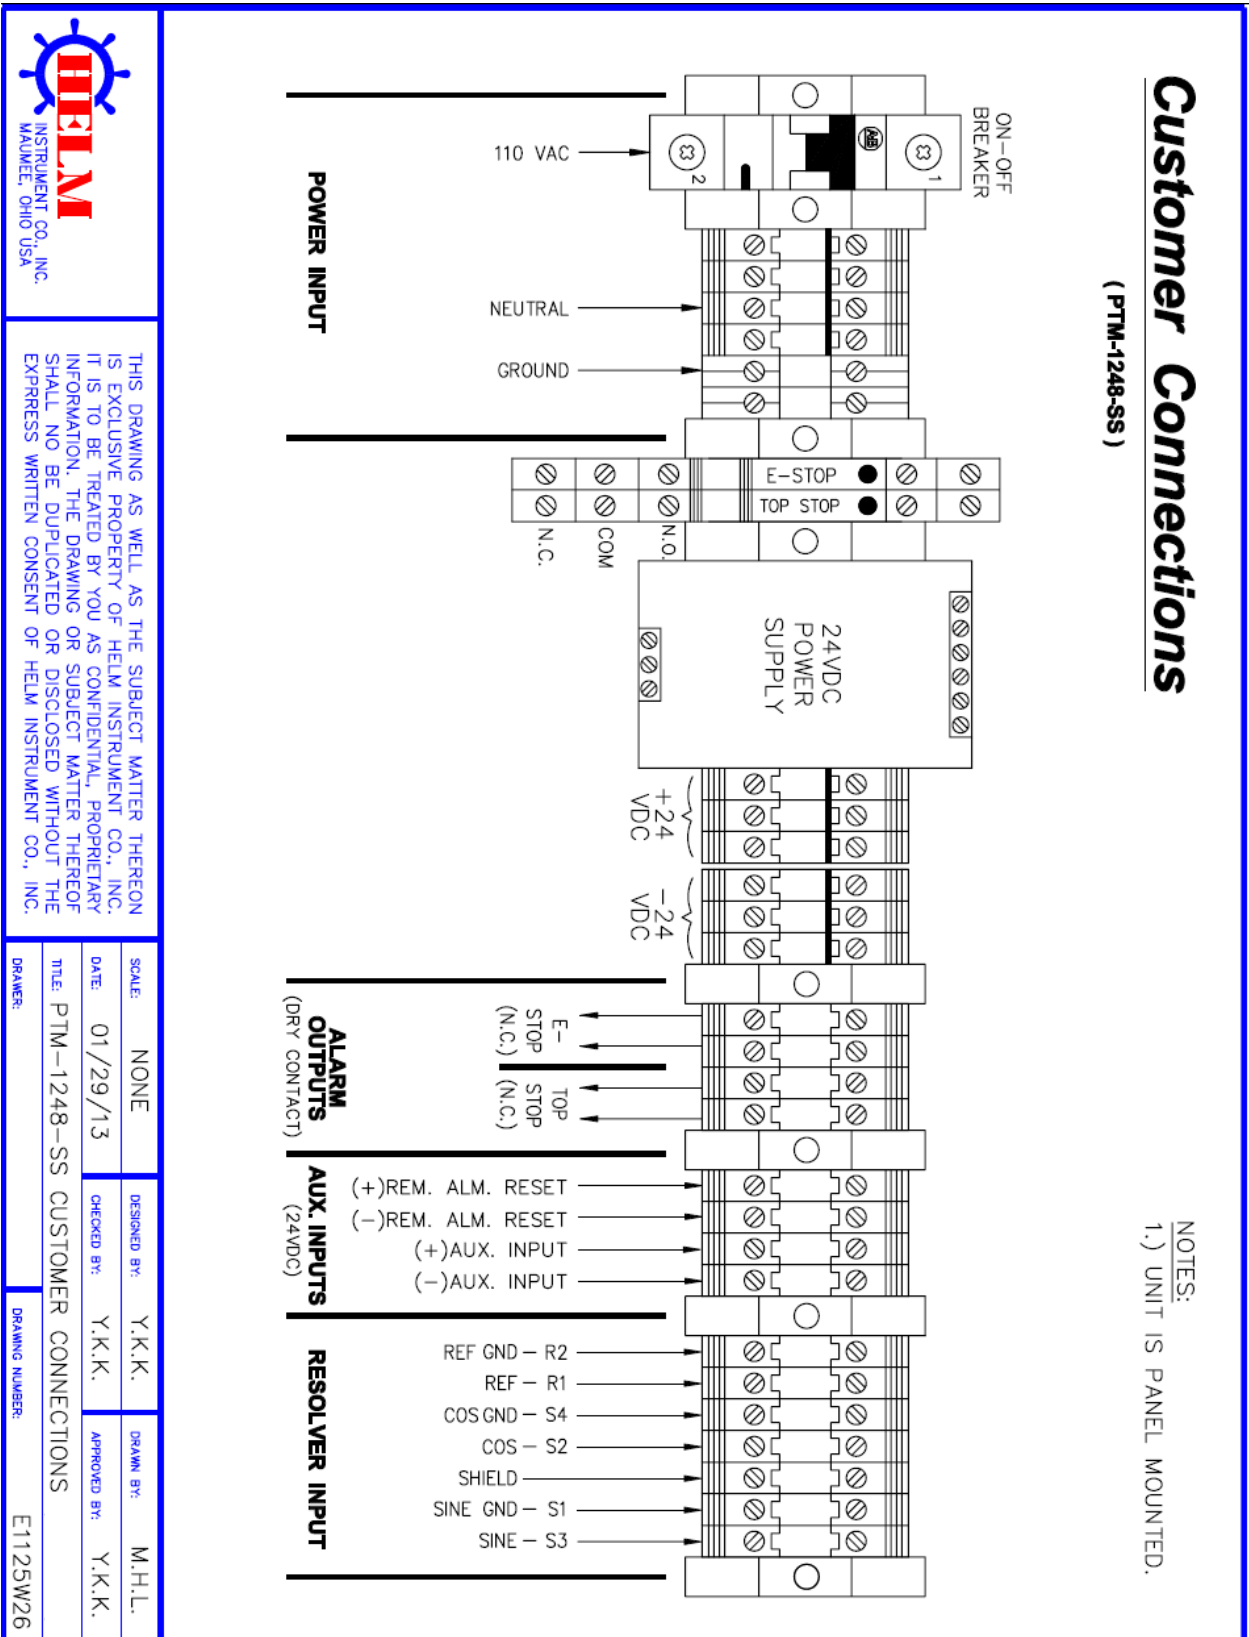 Customer Connections
(PTM-1248-SS)
NOTES:
1.) UNIT IS PANEL MOUNTED.
ON-OFF
BREAKER
1
AB
2
110 VAC
POWER INPUT
NEUTRAL
GROUND
E-STOP
TOP STOP
N.O.
COM
N.C.
24VDC
POWER
SUPPLY
+24
VDC
-24
VDC
E-
STOP
(N.C.)
TOP
STOP
(N.C.)
ALARM
OUTPUTS
(DRY CONTACT)
(+)REM. ALM. RESET
(-)REM. ALM. RESET
(+)AUX. INPUT
(-)AUX. INPUT
AUX. INPUTS
(24VDC)
REF GND - R2
REF - R1
COS GND - S4
COS - S2
SHIELD
SINE GND - S1
SINE - S3
RESOLVER INPUT
HELM
INSTRUMENT CO., INC.
MAUMEE, OHIO USA
THIS DRAWING AS WELL AS THE SUBJECT MATTER THEREON
IS EXCLUSIVE PROPERTY OF HELM INSTRUMENT CO., INC.
IT IS TO BE TREATED BY YOU AS CONFIDENTIAL, PROPRIETARY
INFORMATION. THE DRAWING OR SUBJECT MATTER THEREOF
SHALL NO BE DUPLICATED OR DISCLOSED WITHOUT THE
EXPRRESS WRITTEN CONSENT OF HELM INSTRUMENT CO., INC.
SCALE: NONE
DESIGNED BY: Y.K.K.
DRAWN BY: M.H.L.
DATE: 01/29/13
CHECKED BY: Y.K.K.
APPROVED BY: Y.K.K.
TITLE: PTM-1248-SS CUSTOMER CONNECTIONS
DRAWER:
DRAWING NUMBER: E1125W26